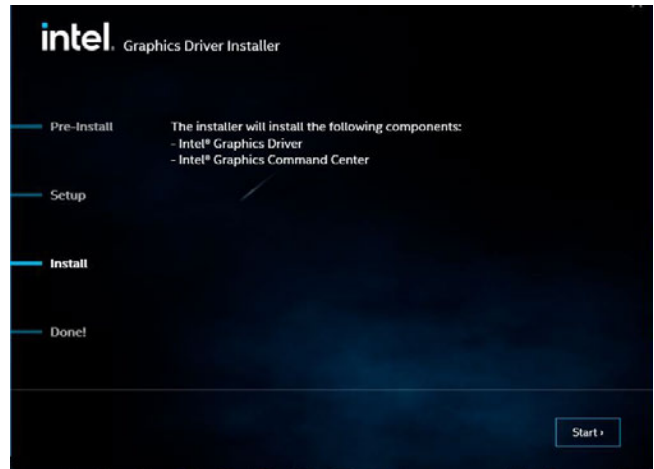 intel. Graphics Driver Installer
Pre-Install
The installer will install the following components:
- Intel® Graphics Driver
- Intel® Graphics Command Center
Setup
Install
Done!
Start ›